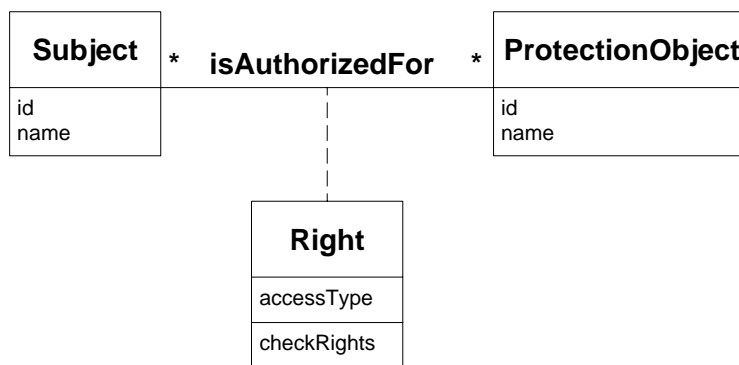 Subject
* isAuthorizedFor *
ProtectionObject
id
name
id
name
Right
accessType
checkRights